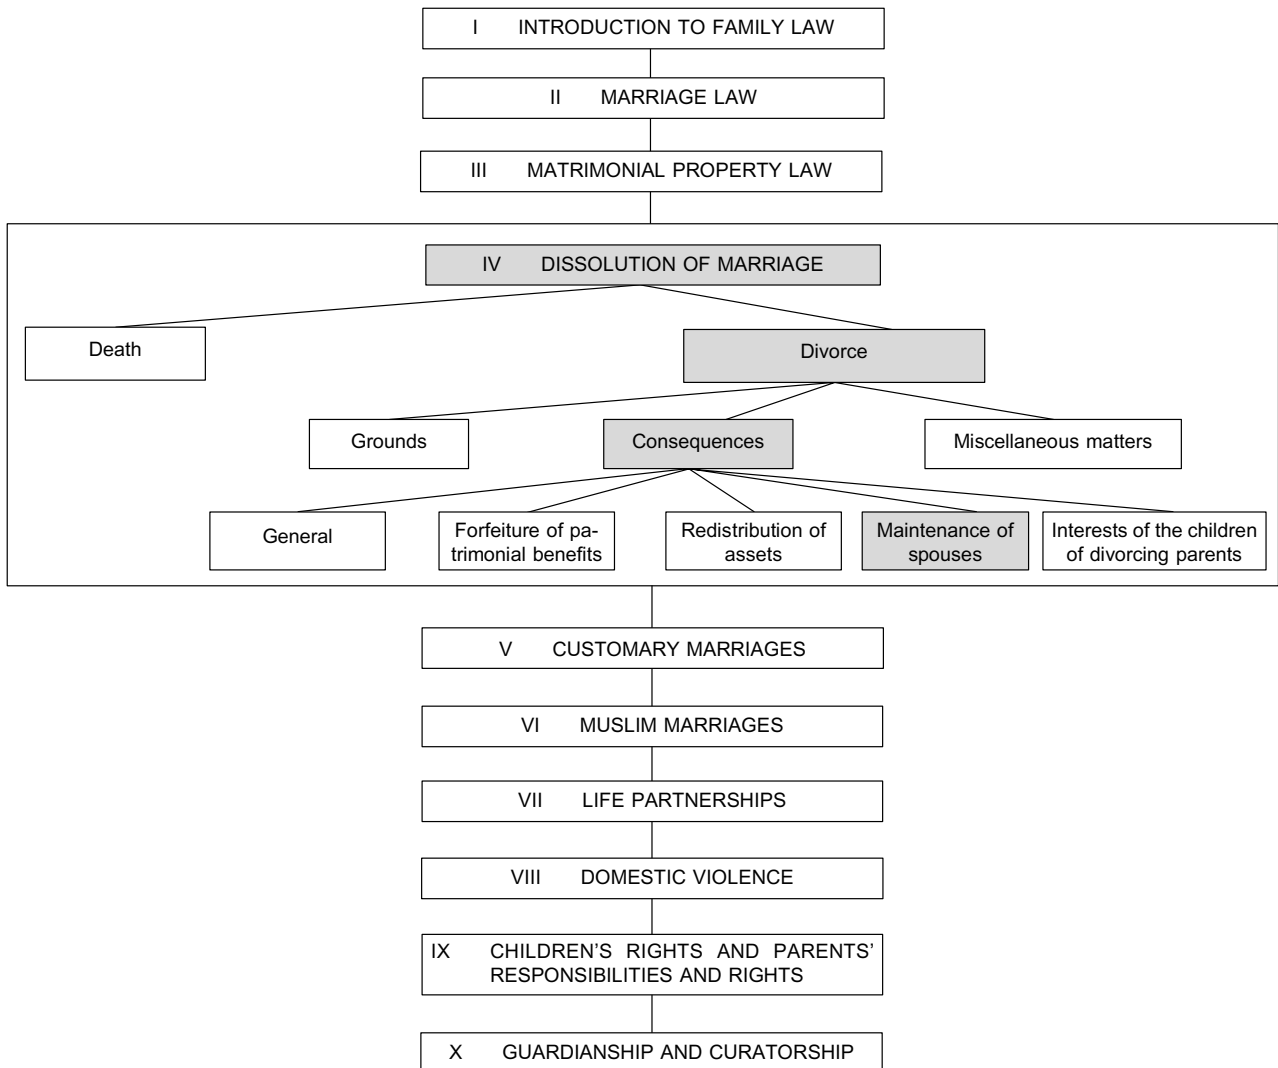 I INTRODUCTION TO FAMILY LAW
II MARRIAGE LAW
III MATRIMONIAL PROPERTY LAW
IV DISSOLUTION OF MARRIAGE
Death
Divorce
Grounds
Consequences
Miscellaneous matters
General
Forfeiture of pa-
trimonial benefits
Redistribution of
assets
Maintenance of
spouses
Interests of the children
of divorcing parents
V CUSTOMARY MARRIAGES
VI MUSLIM MARRIAGES
VII LIFE PARTNERSHIPS
VIII DOMESTIC VIOLENCE
IX CHILDREN’S RIGHTS AND PARENTS’
RESPONSIBILITIES AND RIGHTS
X GUARDIANSHIP AND CURATORSHIP